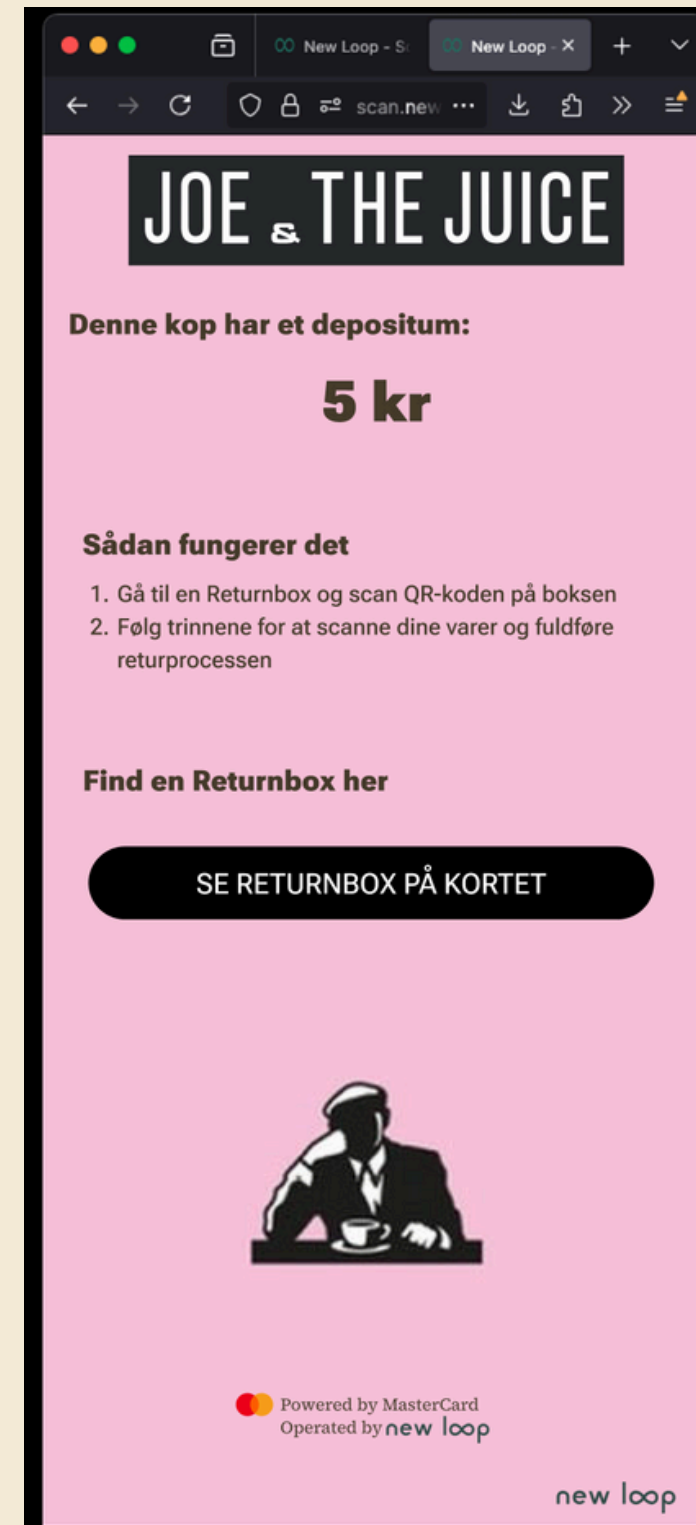 New Loop - Sc
New Loop -
scan.new
JOE & THE JUICE
Denne kop har et depositum:
5 kr
Sådan fungerer det
1. Gå til en Returnbox og scan QR-koden på boksen
2. Følg trinnene for at scanne dine varer og fuldføre
returprocessen
Find en Returnbox her
SE RETURNBOX PÅ KORTET
Powered by MasterCard
Operated by new loop
new loop